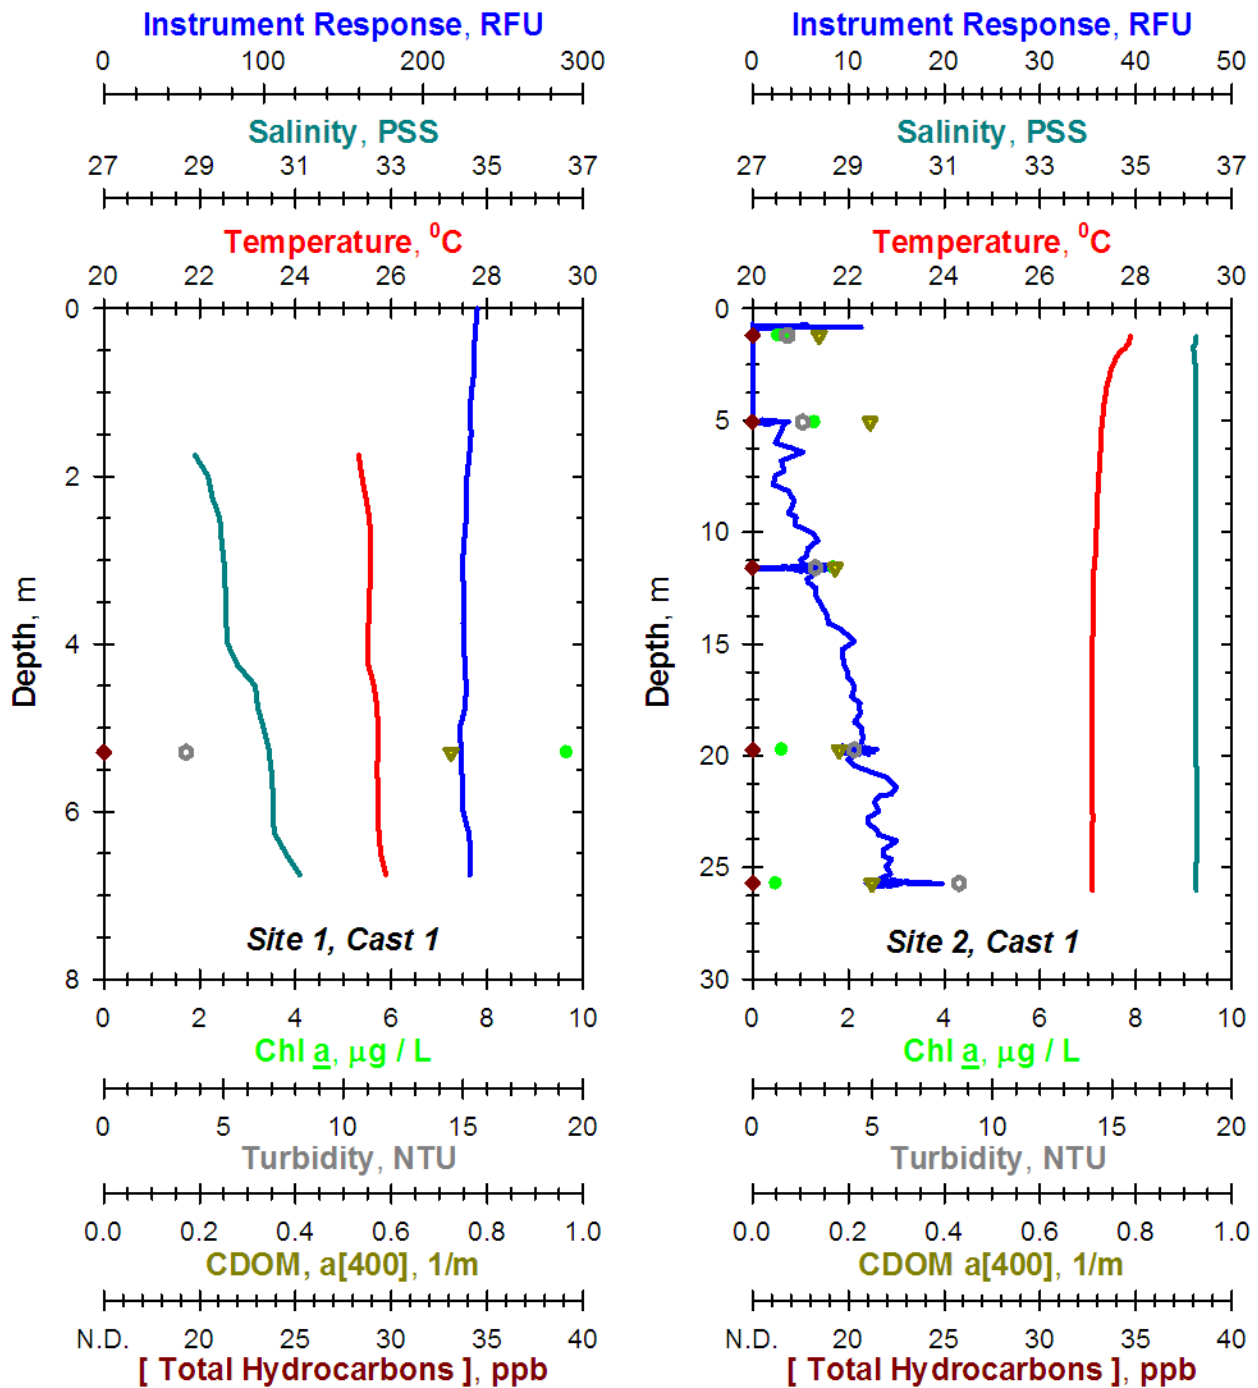 Instrument Response, RFU
0 100 200 300
Salinity, PSS
27 29 31 33 35 37
Temperature, ⁰C
20 22 24 26 28 30
0
2
4
6
8
Depth, m
Site 1, Cast 1
0 2 4 6 8 10
Chl a, µg / L
0 5 10 15 20
Turbidity, NTU
0.0 0.2 0.4 0.6 0.8 1.0
CDOM, a[400], 1/m
N.D. 20 25 30 35 40
[ Total Hydrocarbons ], ppb
Instrument Response, RFU
0 10 20 30 40 50
Salinity, PSS
27 29 31 33 35 37
Temperature, ⁰C
20 22 24 26 28 30
0
5
10
15
20
25
30
Depth, m
Site 2, Cast 1
0 2 4 6 8 10
Chl a, µg / L
0 5 10 15 20
Turbidity, NTU
0.0 0.2 0.4 0.6 0.8 1.0
CDOM a[400], 1/m
N.D. 20 25 30 35 40
[ Total Hydrocarbons ], ppb